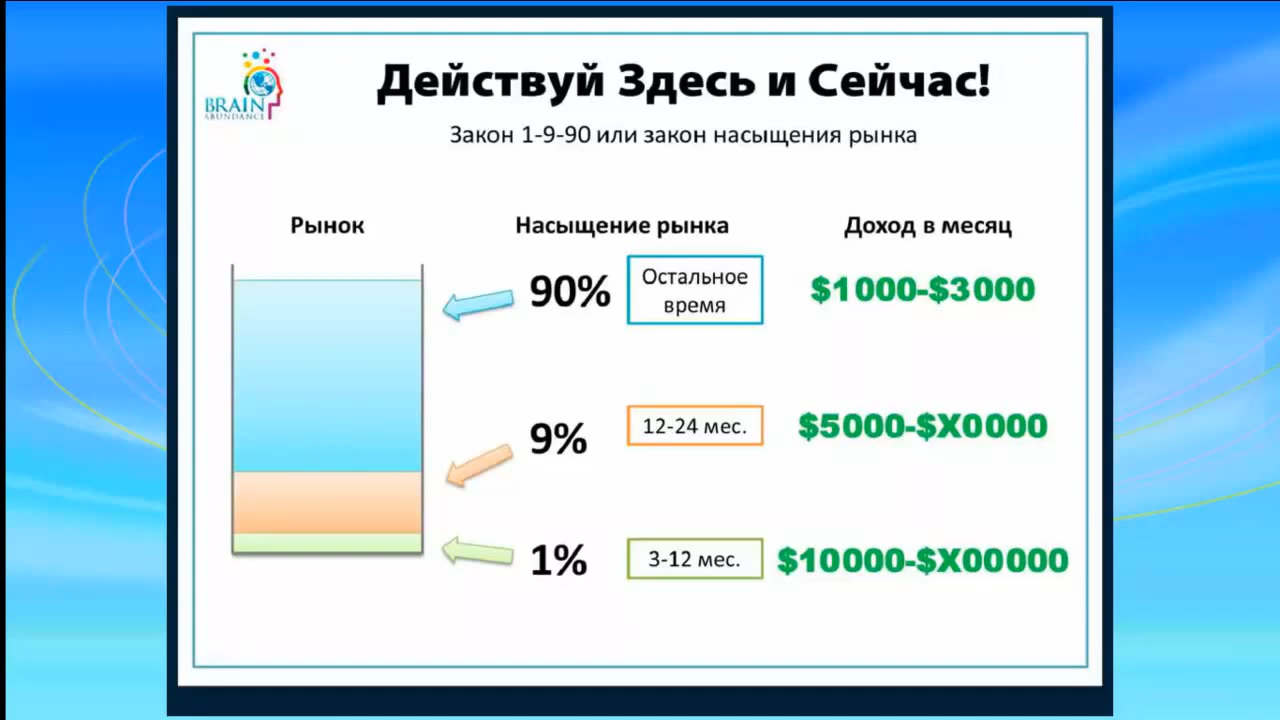 BRAIN
ABUNDANCE
Действуй Здесь и Сейчас!
Закон 1-9-90 или закон насыщения рынка
Рынок
Насыщение рынка
Доход в месяц
90%
Остальное
время
$1000-$3000
9%
12-24 мес.
$5000-$X0000
1%
3-12 мес.
$10000-$X00000